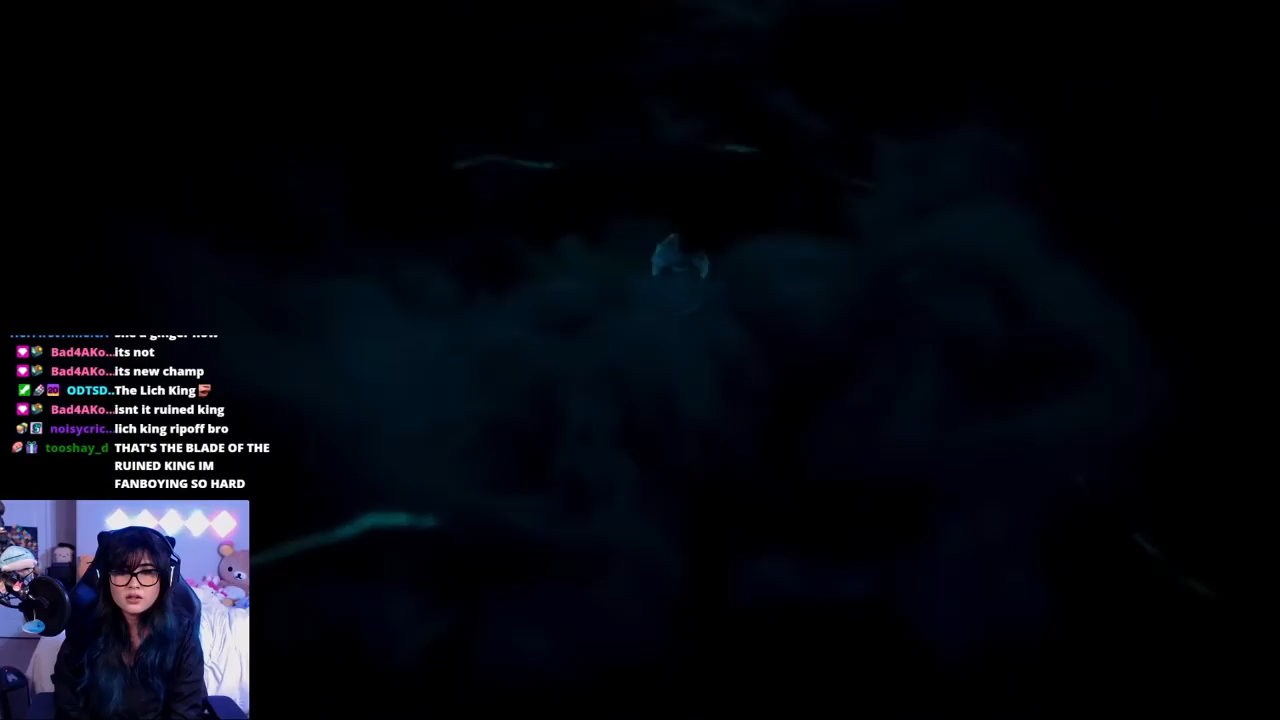 Bad4AKo...its not
Bad4AKo...its new champ
ODTSD..The Lich King
Bad4AKo...isnt it ruined king
noisycric...lich king ripoff bro
tooshay_d THAT'S THE BLADE OF THE
RUINED KING IM
FANBOYING SO HARD